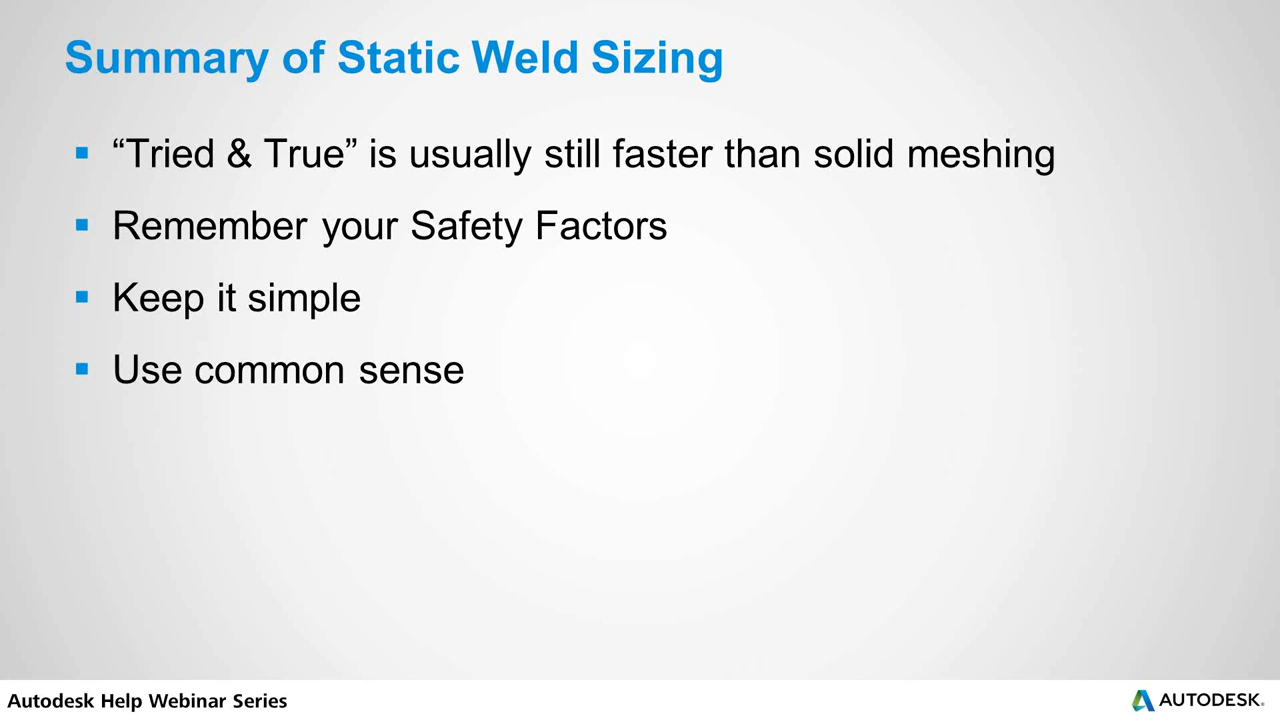 Summary of Static Weld Sizing
“Tried & True” is usually still faster than solid meshing
Remember your Safety Factors
Keep it simple
Use common sense
Autodesk Help Webinar Series
AUTODESK®